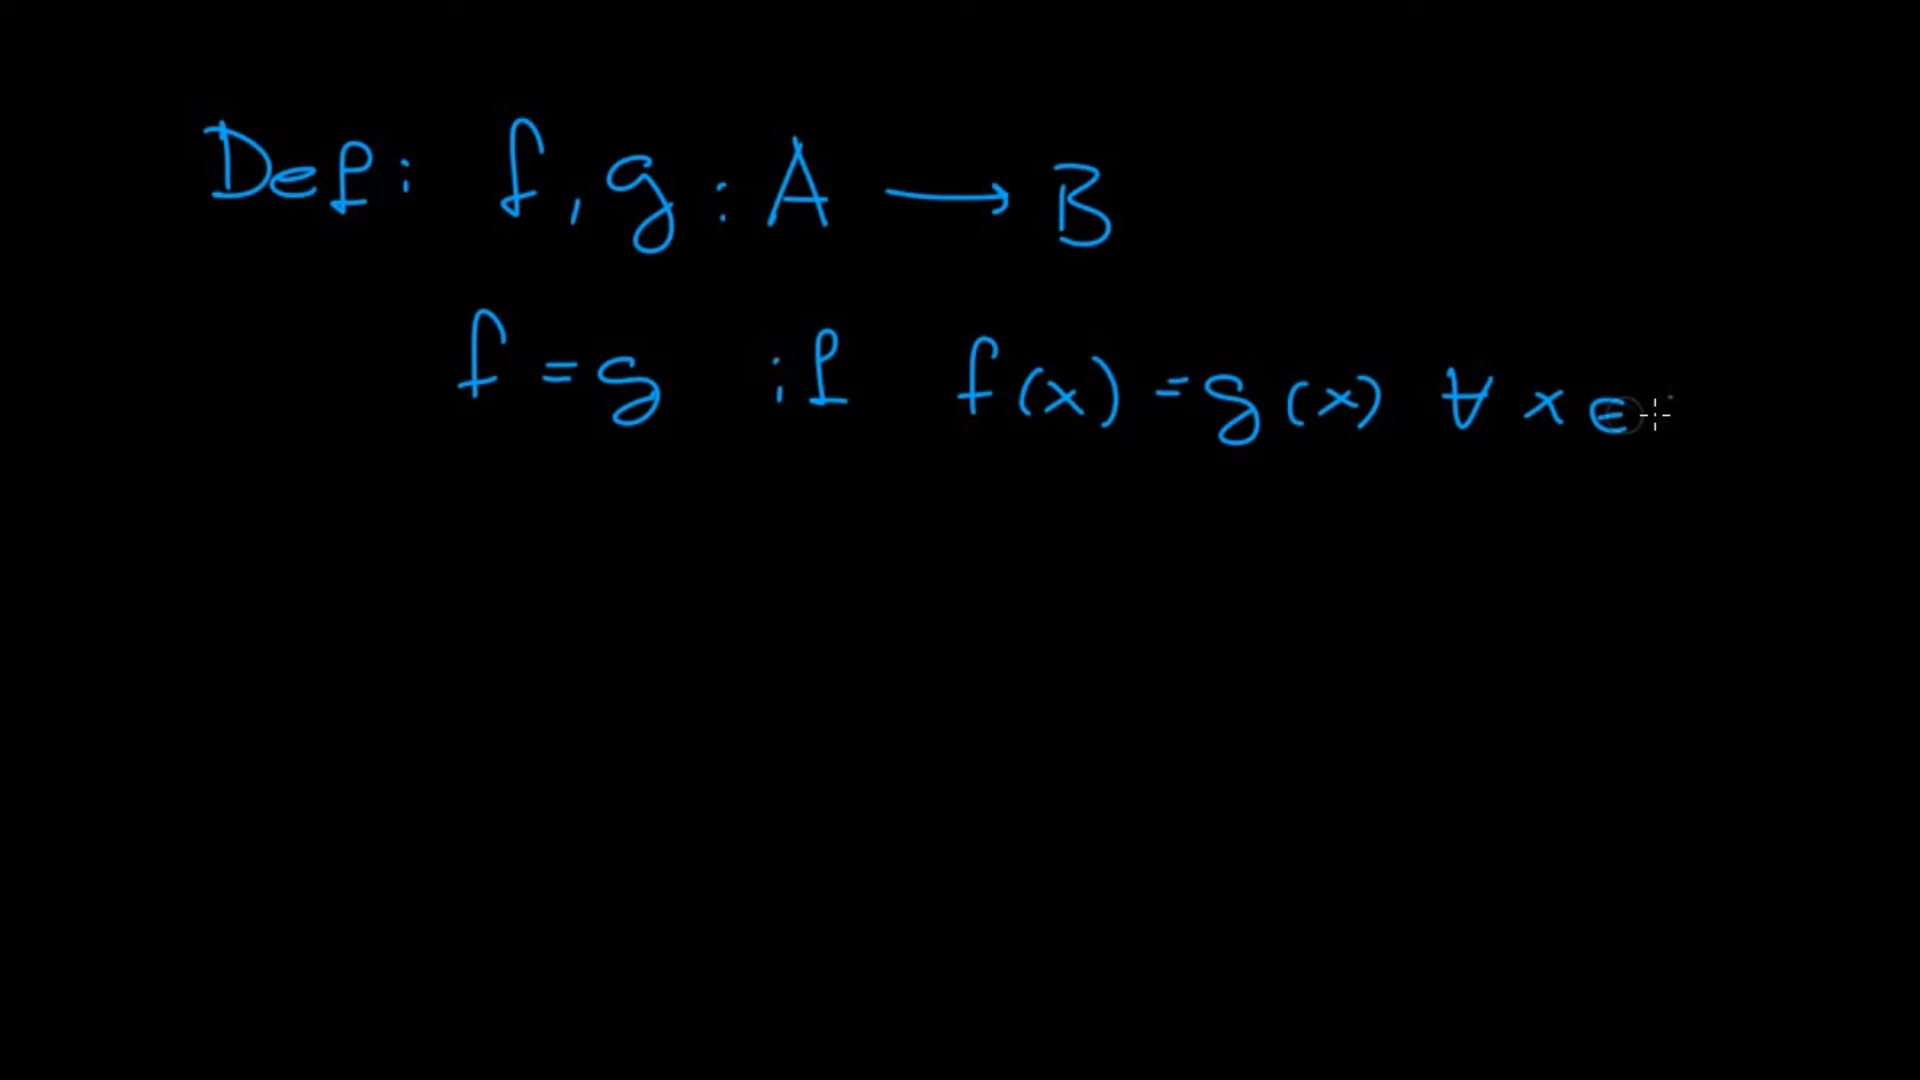 Def: f, g : A ⟶ B
f = g if f(x) = g(x) ∀ x ∈